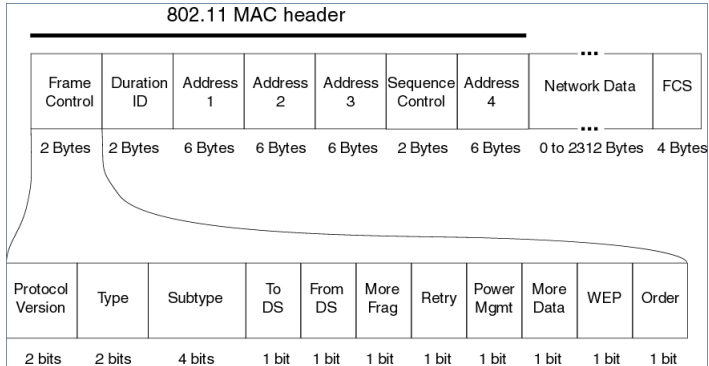 802.11 MAC header
Frame Control
Duration ID
Address 1
Address 2
Address 3
Sequence Control
Address 4
Network Data
FCS
2 Bytes 2 Bytes 6 Bytes 6 Bytes 6 Bytes 2 Bytes 6 Bytes 0 to 2312 Bytes 4 Bytes
Protocol Version
Type
Subtype
To DS
From DS
More Frag
Retry
Power Mgmt
More Data
WEP
Order
2 bits 2 bits 4 bits 1 bit 1 bit 1 bit 1 bit 1 bit 1 bit 1 bit 1 bit